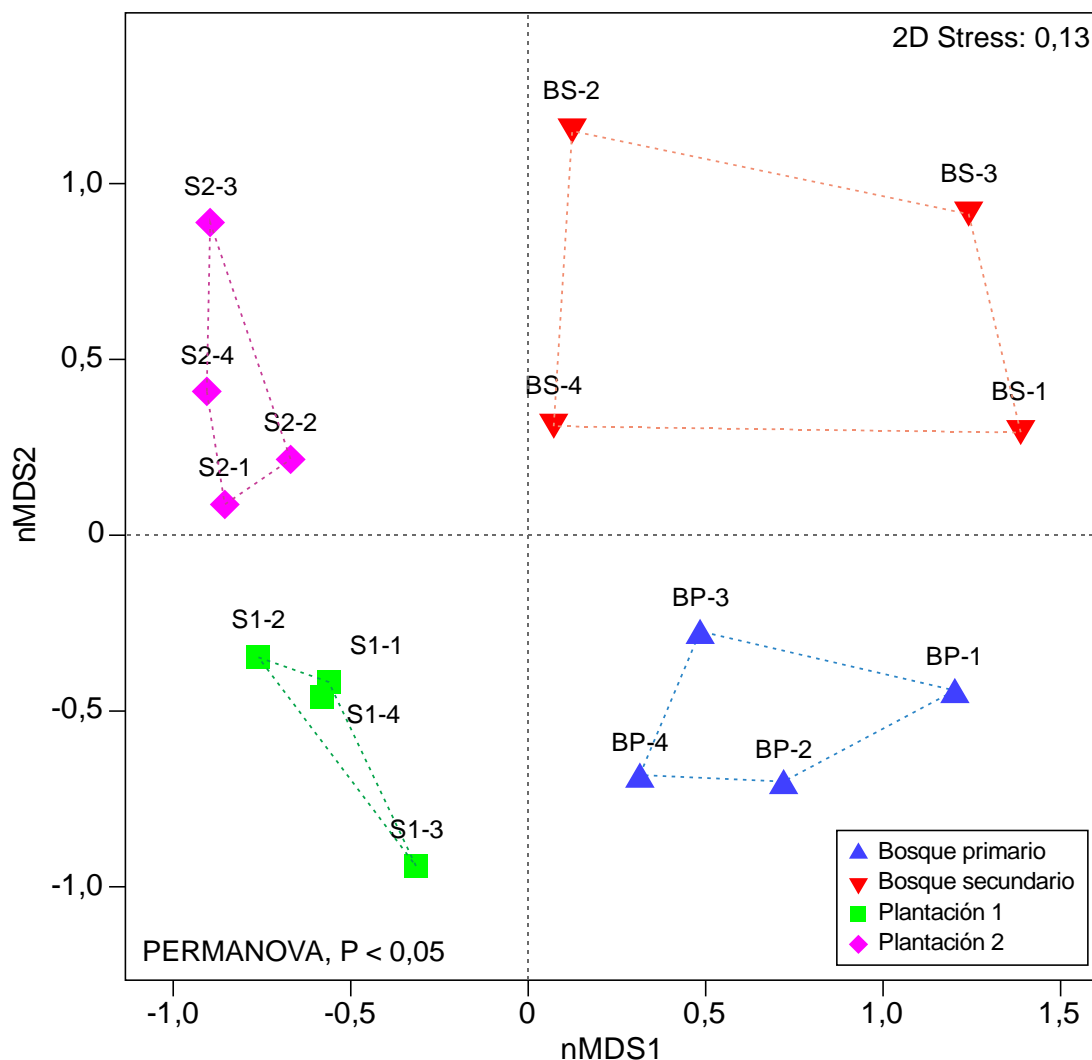 2D Stress: 0,13
BS-2
BS-3
S2-3
1,0
S2-4
0,5
BS-4
BS-1
S2-2
S2-1
nMDS2
0
BP-3
S1-2
S1-1
BP-1
-0,5
S1-4
BP-4
BP-2
S1-3
Bosque primario
Bosque secundario
Plantación 1
Plantación 2
-1,0
PERMANOVA, P < 0,05
-1,0
-0,5
0
0,5
1,0
1,5
nMDS1